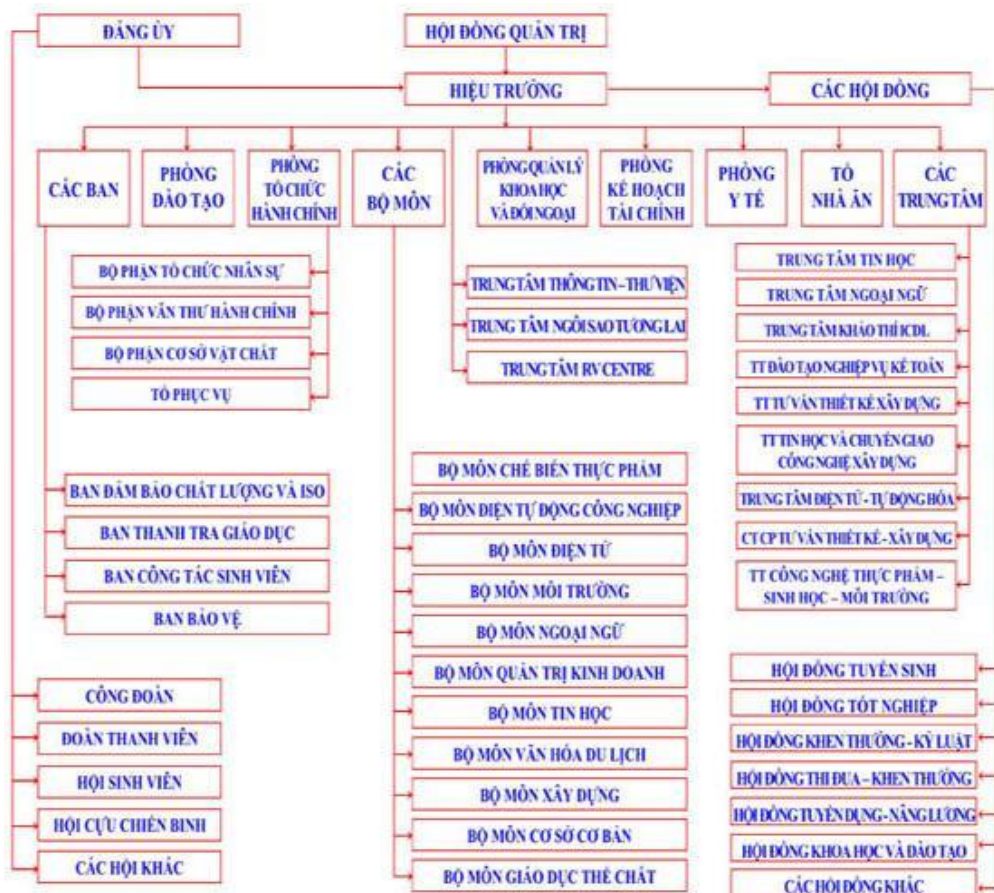 ĐẢNG ỦY
HỘI ĐỒNG QUẢN TRỊ
HIỆU TRƯỞNG
CÁC HỘI ĐỒNG
CÁC BAN
PHÒNG
ĐÀO TẠO
PHÒNG
TỔ CHỨC
HÀNH CHÍNH
CÁC
BỘ MÔN
PHÒNG QUẢN LÝ
KHOA HỌC
VÀ ĐỐI NGOẠI
PHÒNG
KẾ HOẠCH
TÀI CHÍNH
PHÒNG
Y TẾ
TỔ
NHÀ ĂN
CÁC
TRUNG TÂM
BỘ PHẬN TỔ CHỨC NHÂN SỰ
BỘ PHẬN VĂN THƯ HÀNH CHÍNH
BỘ PHẬN CƠ SỞ VẬT CHẤT
TỔ PHỤC VỤ
TRUNG TÂM THÔNG TIN – THƯ VIỆN
TRUNG TÂM NGÔI SAO TƯƠNG LAI
TRUNG TÂM RV CENTRE
TRUNG TÂM TIN HỌC
TRUNG TÂM NGOẠI NGỮ
TRUNG TÂM KHẢO THÍ ICDL
TT ĐÀO TẠO NGHIỆP VỤ KẾ TOÁN
TT TƯ VẤN THIẾT KẾ XÂY DỰNG
TT TIN HỌC VÀ CHUYỂN GIAO
CÔNG NGHỆ XÂY DỰNG
TRUNG TÂM ĐIỆN TỬ - TỰ ĐỘNG HÓA
CT CP TƯ VẤN THIẾT KẾ - XÂY DỰNG
TT CÔNG NGHỆ THỰC PHẨM –
SINH HỌC – MÔI TRƯỜNG
BAN ĐẢM BẢO CHẤT LƯỢNG VÀ ISO
BAN THANH TRA GIÁO DỤC
BAN CÔNG TÁC SINH VIÊN
BAN BẢO VỆ
BỘ MÔN CHẾ BIẾN THỰC PHẨM
BỘ MÔN ĐIỆN TỰ ĐỘNG CÔNG NGHIỆP
BỘ MÔN ĐIỆN TỬ
BỘ MÔN MÔI TRƯỜNG
BỘ MÔN NGOẠI NGỮ
BỘ MÔN QUẢN TRỊ KINH DOANH
BỘ MÔN TIN HỌC
BỘ MÔN VĂN HÓA DU LỊCH
BỘ MÔN XÂY DỰNG
BỘ MÔN CƠ SỞ CƠ BẢN
BỘ MÔN GIÁO DỤC THỂ CHẤT
CÔNG ĐOÀN
ĐOÀN THANH VIÊN
HỘI SINH VIÊN
HỘI CỰU CHIẾN BINH
CÁC HỘI KHÁC
HỘI ĐỒNG TUYỂN SINH
HỘI ĐỒNG TỐT NGHIỆP
HỘI ĐỒNG KHEN THƯỞNG - KỶ LUẬT
HỘI ĐỒNG THI ĐUA – KHEN THƯỞNG
HỘI ĐỒNG TUYỂN DỤNG - NÂNG LƯƠNG
HỘI ĐỒNG KHOA HỌC VÀ ĐÀO TẠO
CÁC HỘI ĐỒNG KHÁC